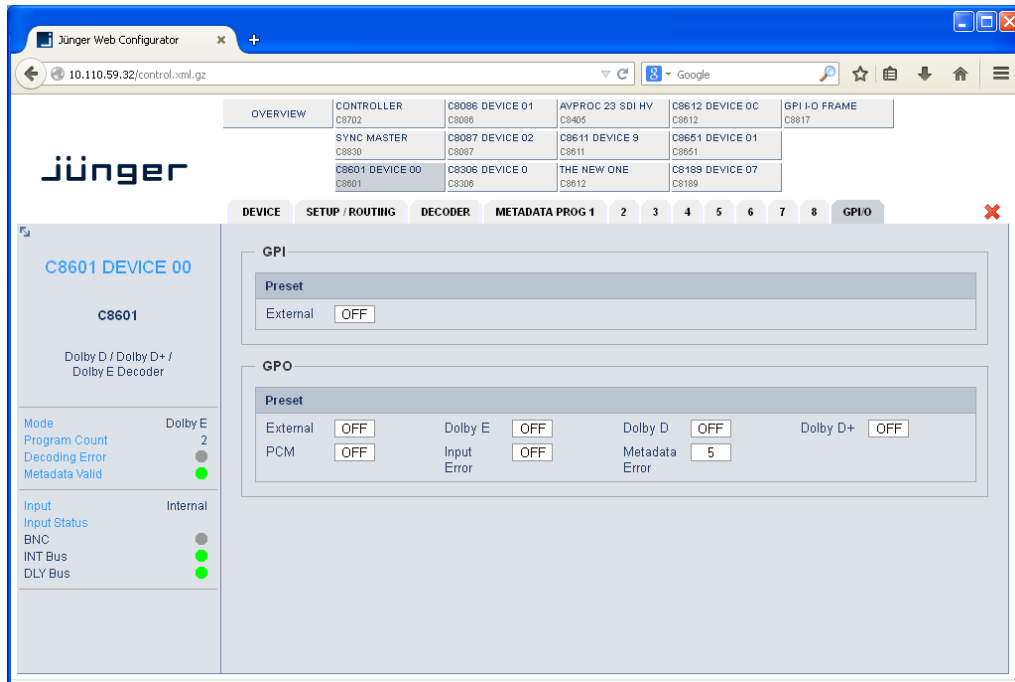 Jünger Web Configurator
10.110.59.32/control.xml.gz
8
Google
jünger
OVERVIEW
CONTROLLER
C8702
C8086 DEVICE 01
C8086
AVPROC 23 SDI HV
C8405
C8612 DEVICE 0C
C8612
GPI I-O FRAME
C8817
SYNC MASTER
C8830
C8087 DEVICE 02
C8087
C8611 DEVICE 9
C8611
C8651 DEVICE 01
C8651
C8601 DEVICE 00
C8601
C8306 DEVICE 0
C8306
THE NEW ONE
C8612
C8189 DEVICE 07
C8189
DEVICE SETUP / ROUTING DECODER METADATA PROG 1 2 3 4 5 6 7 8 GPI/O
C8601 DEVICE 00
C8601
Dolby D / Dolby D+ /
Dolby E Decoder
Mode Dolby E
Program Count 2
Decoding Error
Metadata Valid
Input Internal
Input Status
BNC
INT Bus
DLY Bus
GPI
Preset
External OFF
GPO
Preset
External OFF Dolby E OFF Dolby D OFF Dolby D+ OFF
PCM OFF Input Error OFF Metadata Error 5